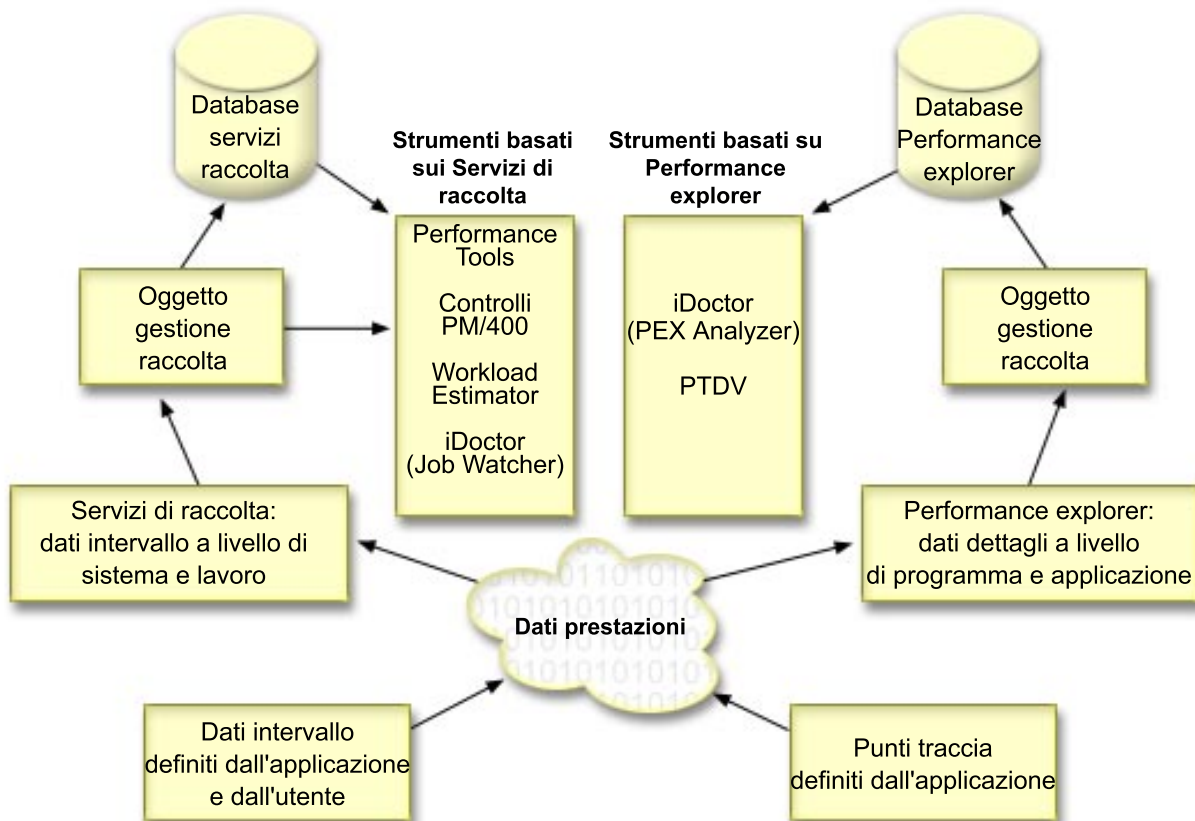 Database
servizi
raccolta
Database
Performance
explorer
Strumenti basati
sui Servizi di
raccolta
Strumenti basati su
Performance
explorer
Performance
Tools
Controlli
PM/400
Workload
Estimator
iDoctor
(Job Watcher)
iDoctor
(PEX Analyzer)
PTDV
Oggetto
gestione
raccolta
Oggetto
gestione
raccolta
Servizi di raccolta:
dati intervallo a livello di
sistema e lavoro
Performance explorer:
dati dettagli a livello
di programma e applicazione
Dati prestazioni
Dati intervallo
definiti dall'applicazione
e dall'utente
Punti traccia
definiti dall'applicazione